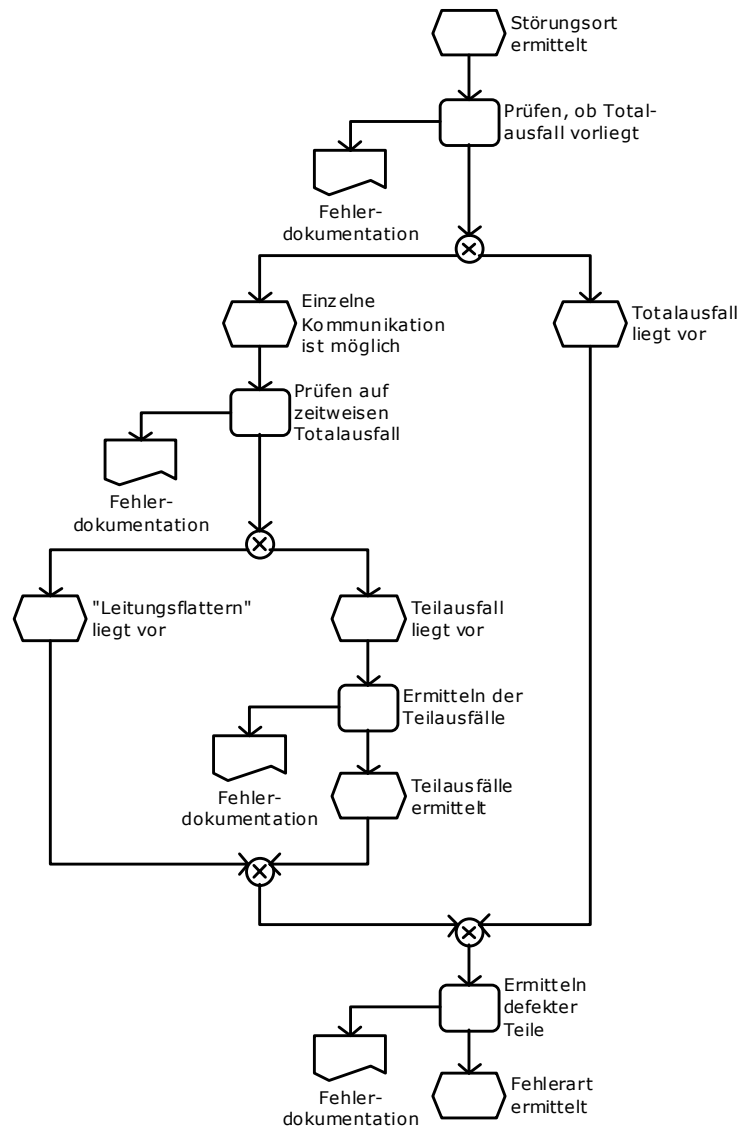 Störungsort
ermittelt
Prüfen, ob Total-
ausfall vorliegt
Fehler-
dokumentation
Einzelne
Kommunikation
ist möglich
Totalausfall
liegt vor
Prüfen auf
zeitweisen
Totalausfall
Fehler-
dokumentation
"Leitungsflattern"
liegt vor
Teilausfall
liegt vor
Ermitteln der
Teilausfälle
Fehler-
dokumentation
Teilausfälle
ermittelt
Ermitteln
defekter
Teile
Fehler-
dokumentation
Fehlerart
ermittelt